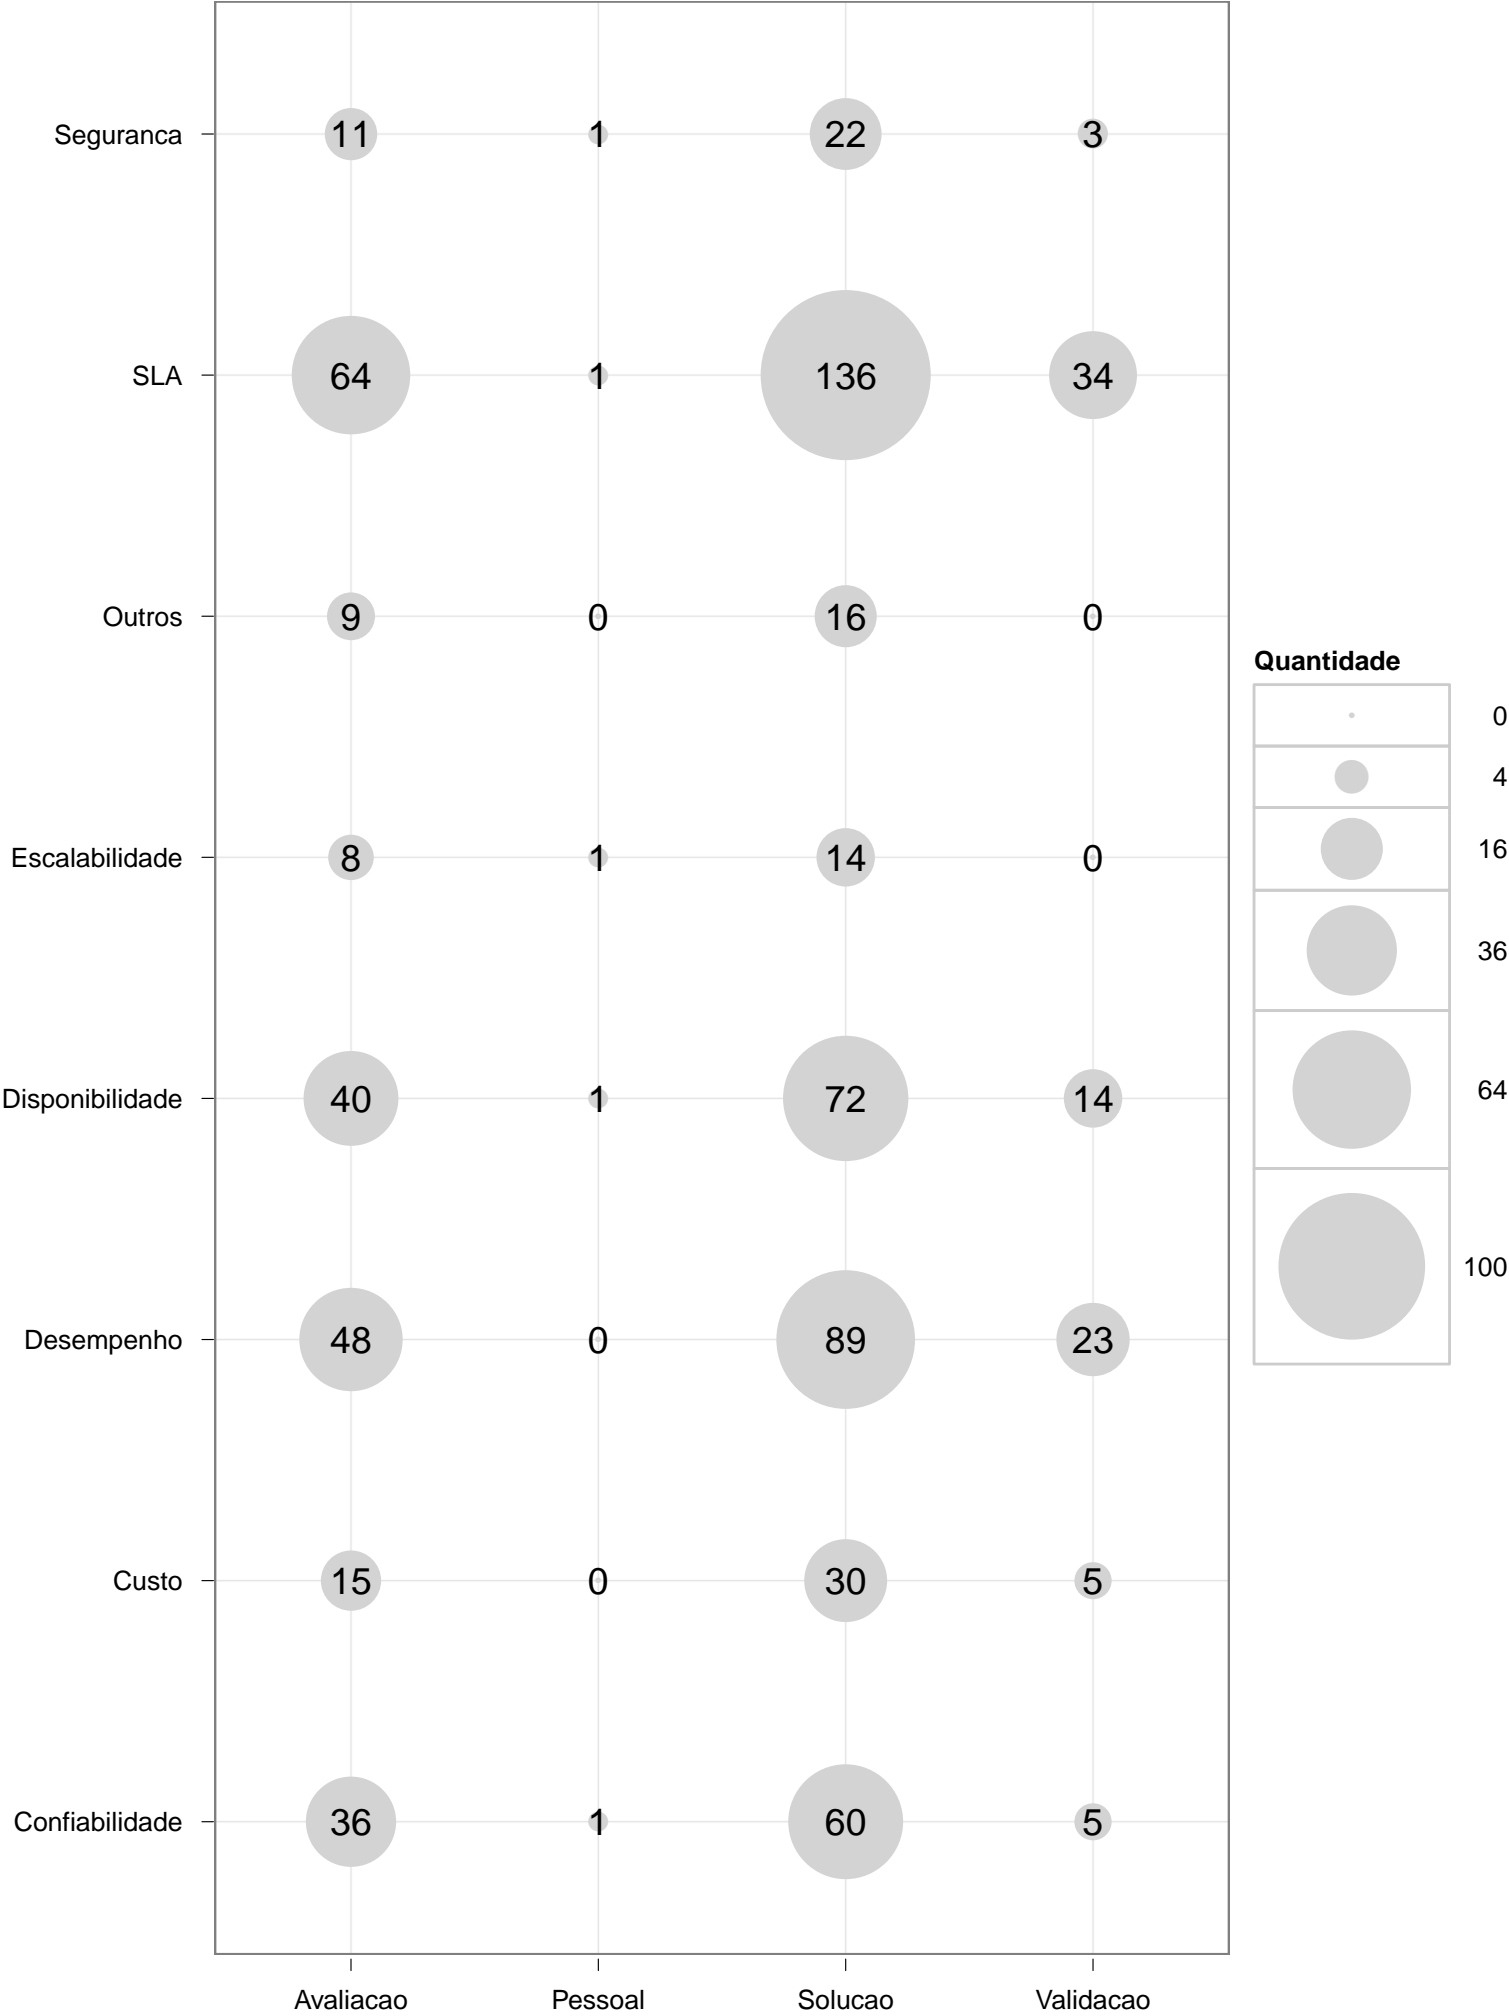 Seguranca 11 1 22 3
SLA 64 1 136 34
Outros 9 0 16 0
Escalabilidade 8 1 14 0
Disponibilidade 40 1 72 14
Desempenho 48 0 89 23
Custo 15 0 30 5
Confiabilidade 36 1 60 5
Avaliacao Pessoal Solucao Validacao
Quantidade
0
4
16
36
64
100